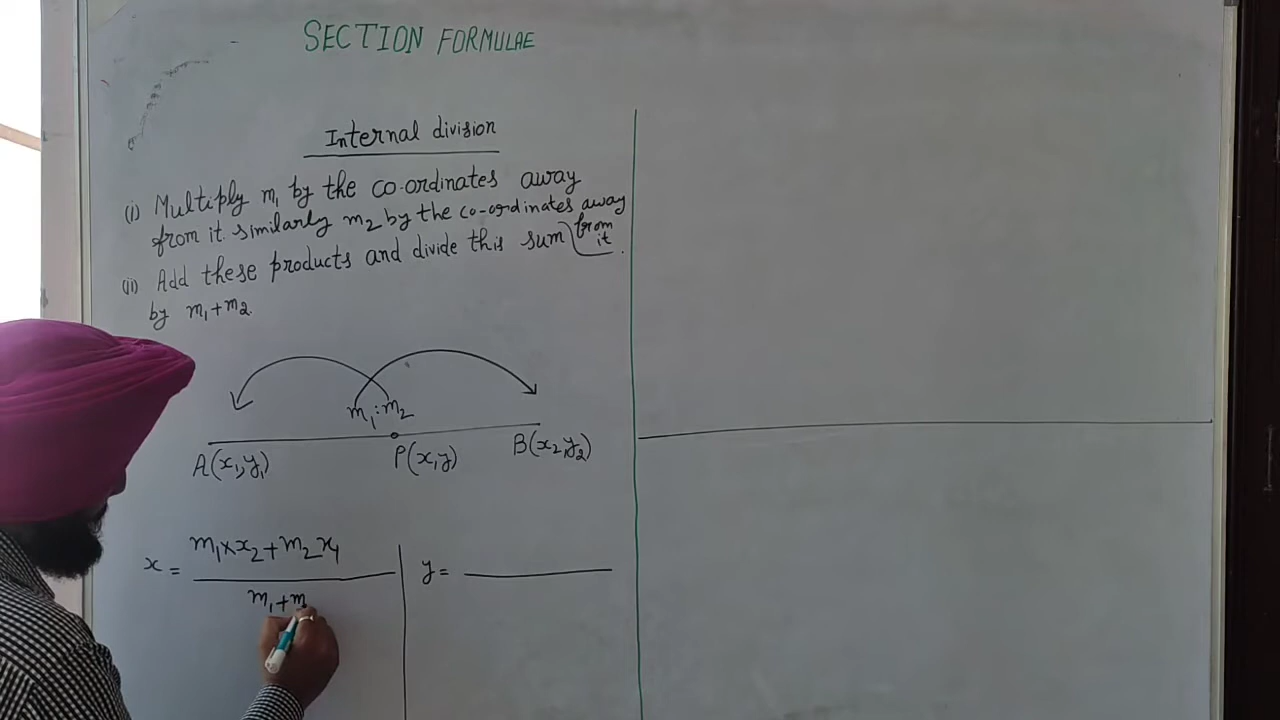 SECTION FORMULAE
Internal division
(i) Multiply m₁ by the co-ordinates away
from it. similarly m₂ by the co-ordinates away
from it.
(ii) Add these products and divide this sum
by m₁+m₂.
m₁:m₂
A(x₁,y₁) P(x,y) B(x₂,y₂)
x = m₁×x₂+m₂x₁
m₁+m
y =